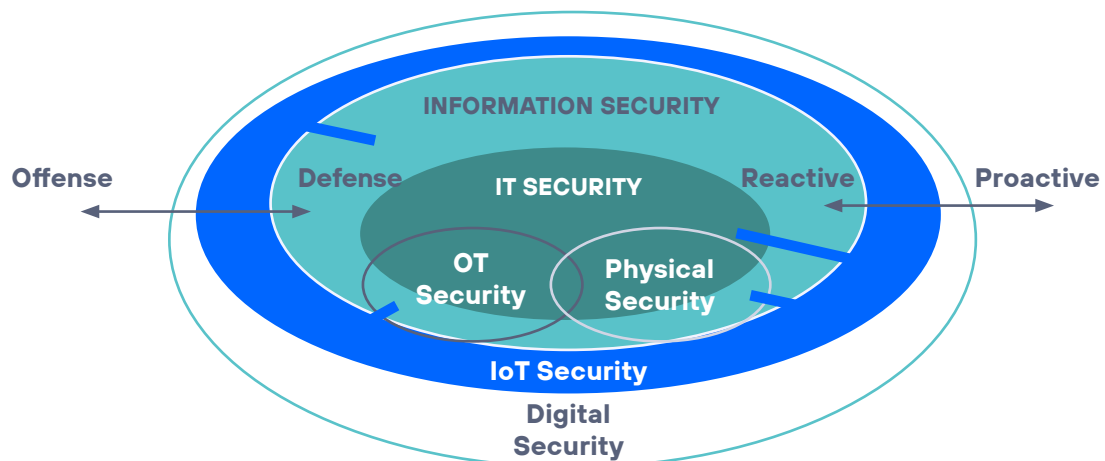 INFORMATION SECURITY
Offense
Defense
IT SECURITY
Reactive
Proactive
OT
Security
Physical
Security
IoT Security
Digital
Security